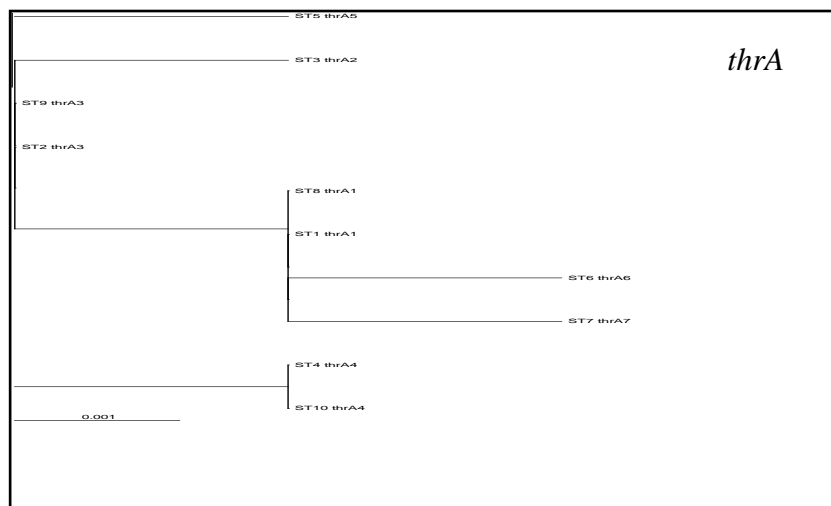 ST5 thrA5
thrA
ST3 thrA2
ST9 thrA3
ST2 thrA3
ST8 thrA1
ST1 thrA1
ST6 thrA6
ST7 thrA7
ST4 thrA4
ST10 thrA4
0.001